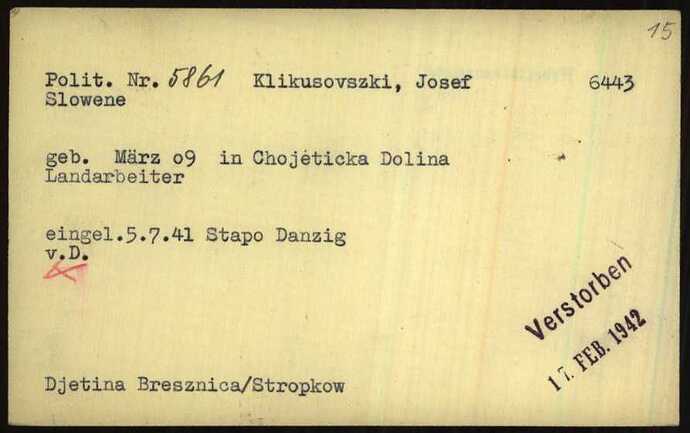 15
Polit. Nr. 5861 Klikusovszki, Josef 6443
Slowene
geb. März o9 in Chojèticka Dolina
Landarbeiter
eingel.5.7.41 Stapo Danzig
v.D.
Verstorben
17. FEB. 1942
Djetina Bresznica/Stropkow